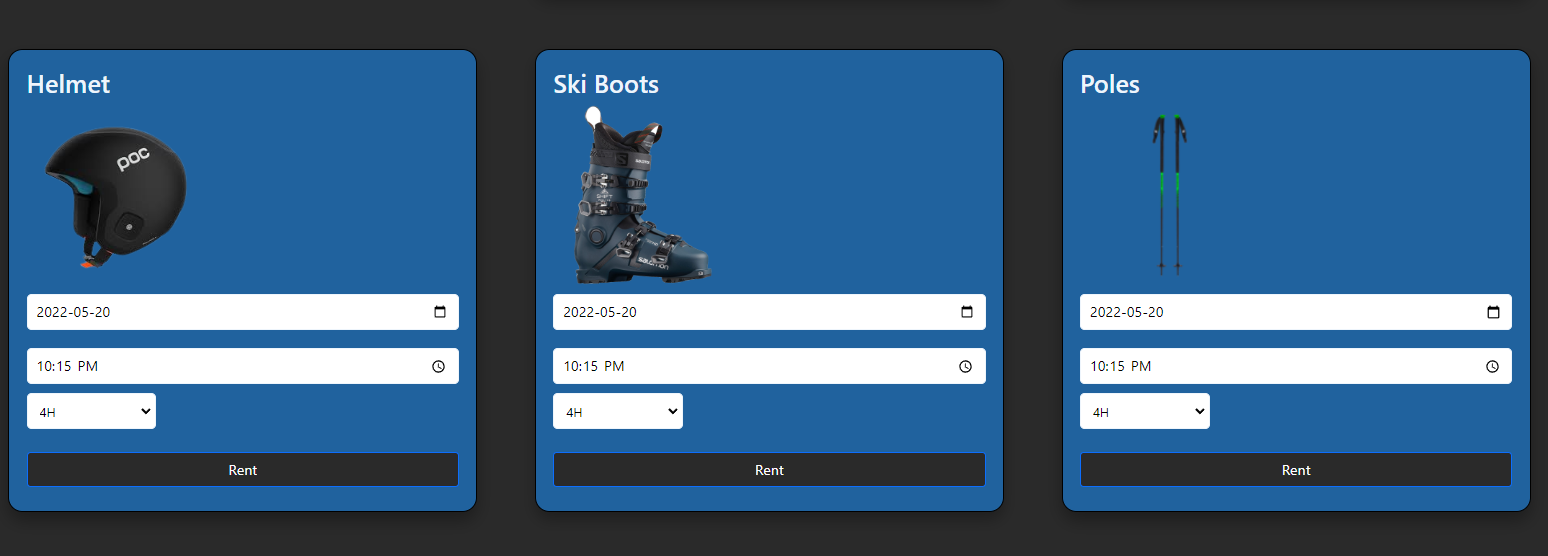 Helmet
POC
2022-05-20
10:15 PM
4H
Rent
Ski Boots
SALOMON
salomon
2022-05-20
10:15 PM
4H
Rent
Poles
2022-05-20
10:15 PM
4H
Rent